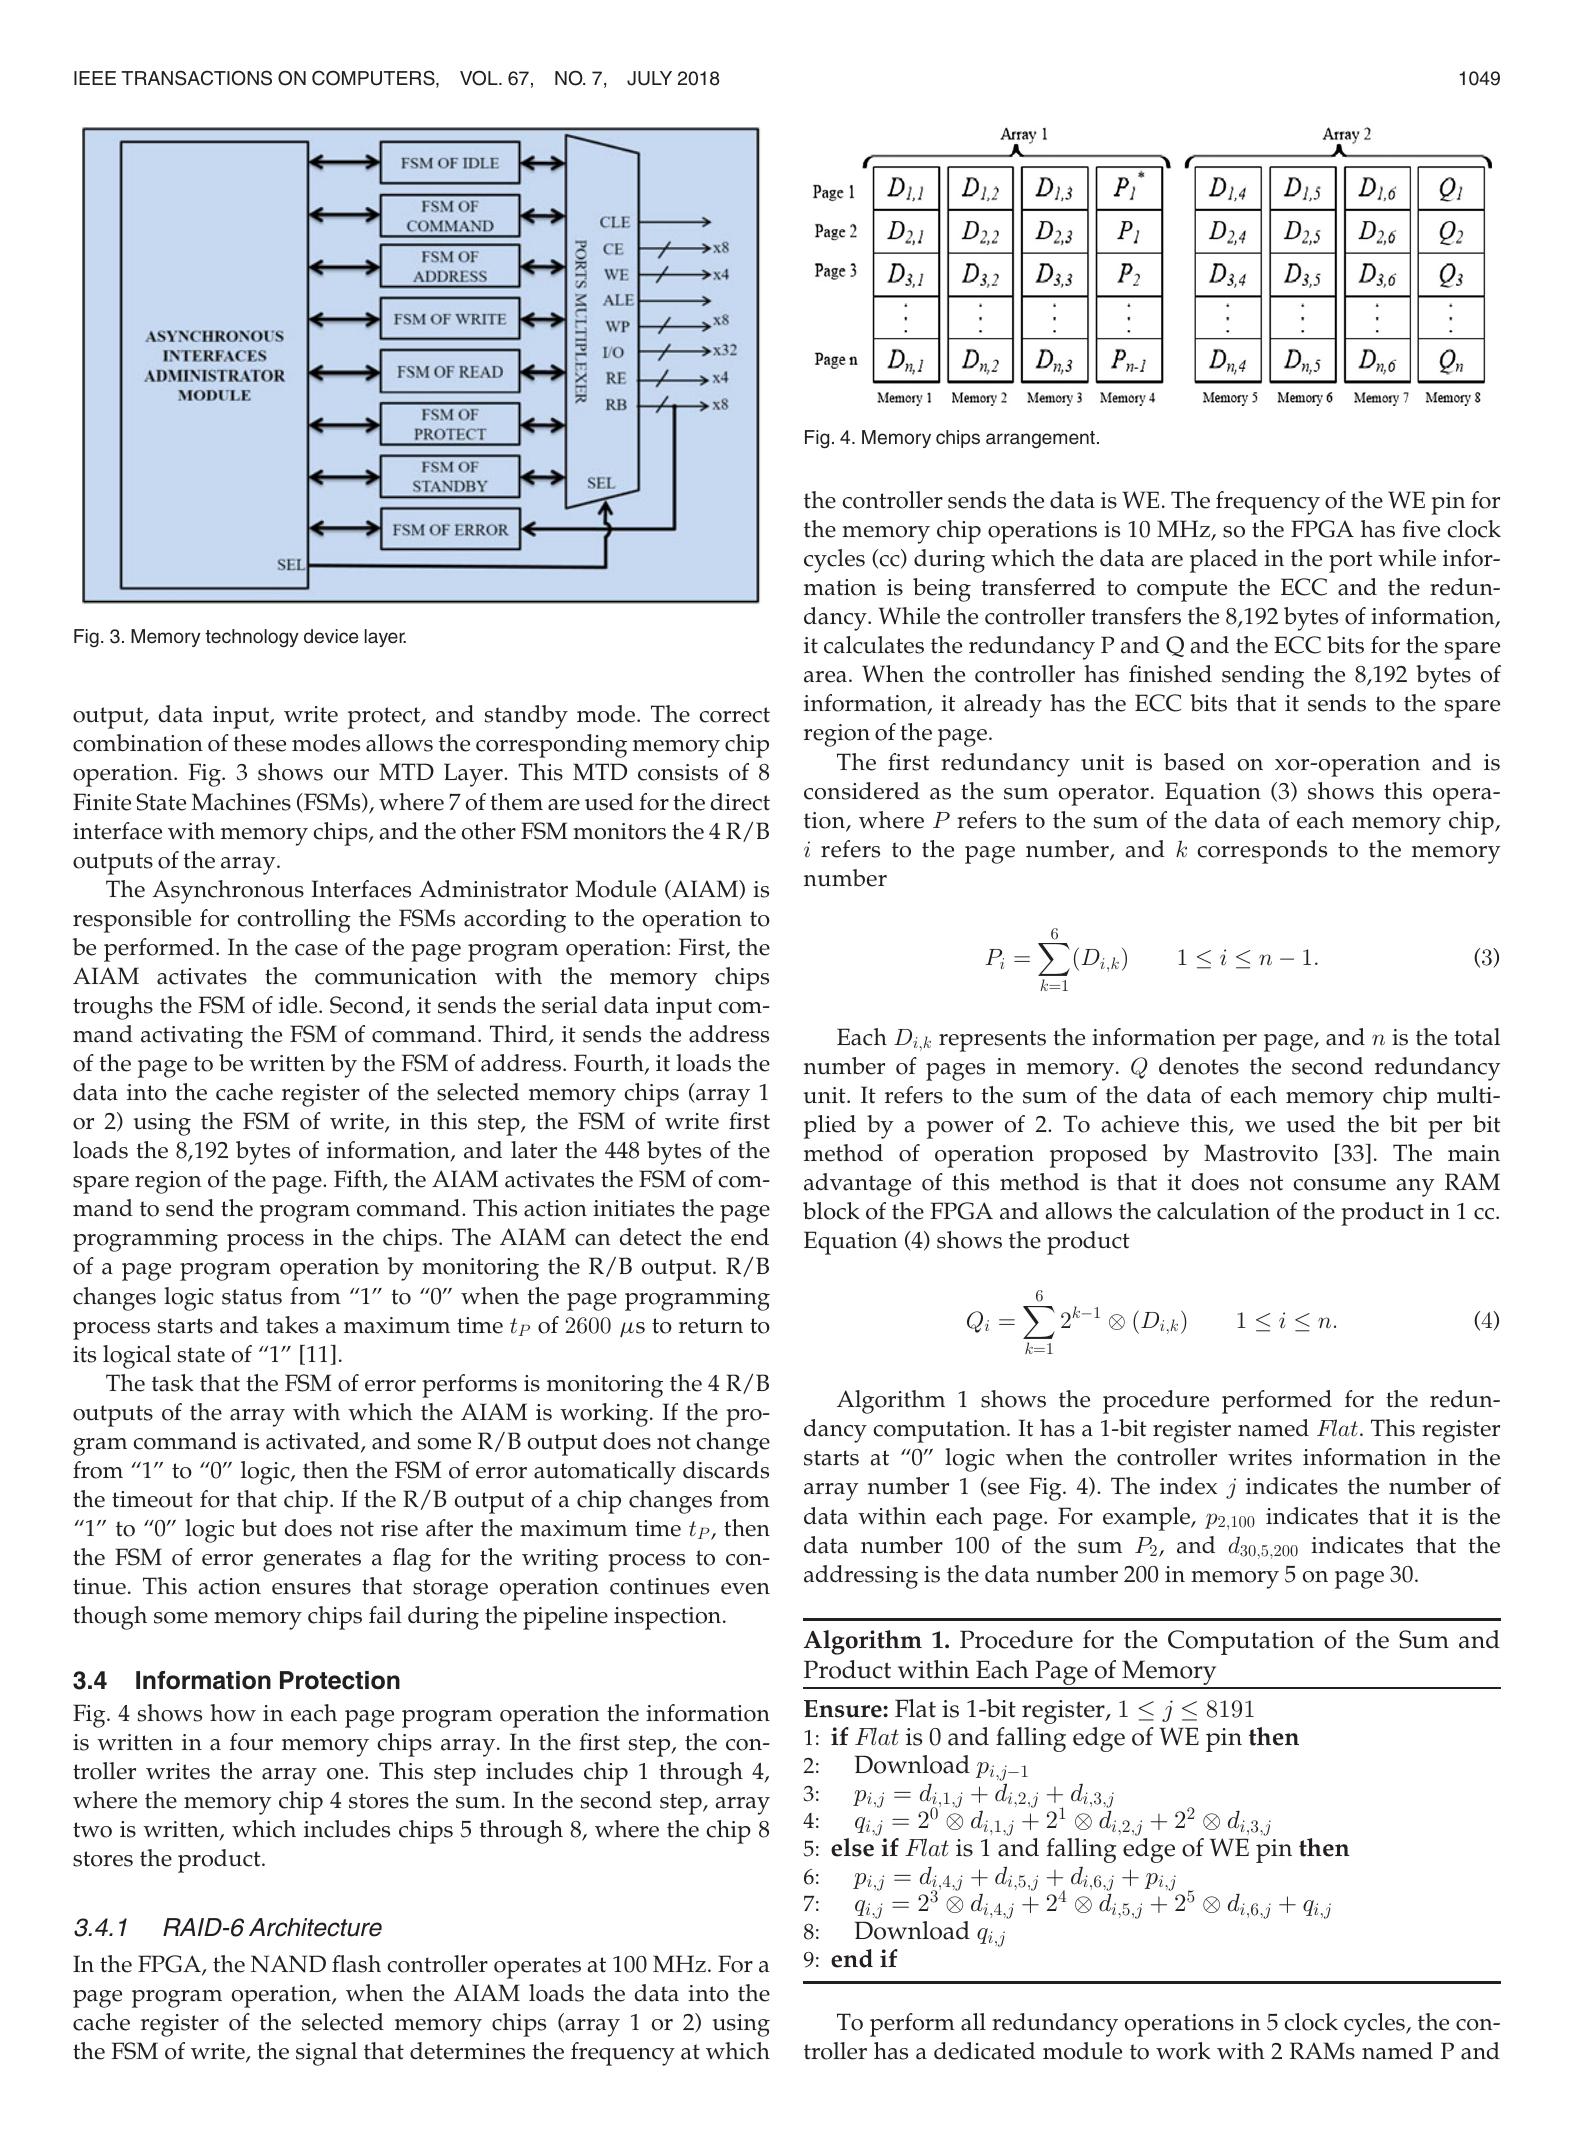 IEEE TRANSACTIONS ON COMPUTERS, VOL. 67, NO. 7, JULY 2018
1049
ASYNCHRONOUS
INTERFACES
ADMINISTRATOR
MODULE
SEL
FSM OF IDLE
FSM OF
COMMAND
FSM OF
ADDRESS
FSM OF WRITE
FSM OF READ
FSM OF
PROTECT
FSM OF
STANDBY
FSM OF ERROR
PORTS MULTIPLEXER
CLE
CE x8
WE x4
ALE
WP x8
I/O x32
RE x4
RB x8
SEL
Fig. 3. Memory technology device layer.
output, data input, write protect, and standby mode. The correct
combination of these modes allows the corresponding memory chip
operation. Fig. 3 shows our MTD Layer. This MTD consists of 8
Finite State Machines (FSMs), where 7 of them are used for the direct
interface with memory chips, and the other FSM monitors the 4 R/B
outputs of the array.
The Asynchronous Interfaces Administrator Module (AIAM) is
responsible for controlling the FSMs according to the operation to
be performed. In the case of the page program operation: First, the
AIAM activates the communication with the memory chips
troughs the FSM of idle. Second, it sends the serial data input com-
mand activating the FSM of command. Third, it sends the address
of the page to be written by the FSM of address. Fourth, it loads the
data into the cache register of the selected memory chips (array 1
or 2) using the FSM of write, in this step, the FSM of write first
loads the 8,192 bytes of information, and later the 448 bytes of the
spare region of the page. Fifth, the AIAM activates the FSM of com-
mand to send the program command. This action initiates the page
programming process in the chips. The AIAM can detect the end
of a page program operation by monitoring the R/B output. R/B
changes logic status from “1” to “0” when the page programming
process starts and takes a maximum time t_P of 2600 μs to return to
its logical state of “1” [11].
The task that the FSM of error performs is monitoring the 4 R/B
outputs of the array with which the AIAM is working. If the pro-
gram command is activated, and some R/B output does not change
from “1” to “0” logic, then the FSM of error automatically discards
the timeout for that chip. If the R/B output of a chip changes from
“1” to “0” logic but does not rise after the maximum time t_P, then
the FSM of error generates a flag for the writing process to con-
tinue. This action ensures that storage operation continues even
though some memory chips fail during the pipeline inspection.
3.4 Information Protection
Fig. 4 shows how in each page program operation the information
is written in a four memory chips array. In the first step, the con-
troller writes the array one. This step includes chip 1 through 4,
where the memory chip 4 stores the sum. In the second step, array
two is written, which includes chips 5 through 8, where the chip 8
stores the product.
3.4.1 RAID-6 Architecture
In the FPGA, the NAND flash controller operates at 100 MHz. For a
page program operation, when the AIAM loads the data into the
cache register of the selected memory chips (array 1 or 2) using
the FSM of write, the signal that determines the frequency at which
Array 1 Array 2
Page 1 D_{1,1} D_{1,2} D_{1,3} P_1^* D_{1,4} D_{1,5} D_{1,6} Q_1
Page 2 D_{2,1} D_{2,2} D_{2,3} P_1 D_{2,4} D_{2,5} D_{2,6} Q_2
Page 3 D_{3,1} D_{3,2} D_{3,3} P_2 D_{3,4} D_{3,5} D_{3,6} Q_3
⋮ ⋮ ⋮ ⋮ ⋮ ⋮ ⋮ ⋮
Page n D_{n,1} D_{n,2} D_{n,3} P_{n-1} D_{n,4} D_{n,5} D_{n,6} Q_n
Memory 1 Memory 2 Memory 3 Memory 4 Memory 5 Memory 6 Memory 7 Memory 8
Fig. 4. Memory chips arrangement.
the controller sends the data is WE. The frequency of the WE pin for
the memory chip operations is 10 MHz, so the FPGA has five clock
cycles (cc) during which the data are placed in the port while infor-
mation is being transferred to compute the ECC and the redun-
dancy. While the controller transfers the 8,192 bytes of information,
it calculates the redundancy P and Q and the ECC bits for the spare
area. When the controller has finished sending the 8,192 bytes of
information, it already has the ECC bits that it sends to the spare
region of the page.
The first redundancy unit is based on xor-operation and is
considered as the sum operator. Equation (3) shows this opera-
tion, where P refers to the sum of the data of each memory chip,
i refers to the page number, and k corresponds to the memory
number
P_i = \sum_{k=1}^{6} (D_{i,k}) 1 ≤ i ≤ n − 1. (3)
Each D_{i,k} represents the information per page, and n is the total
number of pages in memory. Q denotes the second redundancy
unit. It refers to the sum of the data of each memory chip multi-
plied by a power of 2. To achieve this, we used the bit per bit
method of operation proposed by Mastrovito [33]. The main
advantage of this method is that it does not consume any RAM
block of the FPGA and allows the calculation of the product in 1 cc.
Equation (4) shows the product
Q_i = \sum_{k=1}^{6} 2^{k−1} ⊗ (D_{i,k}) 1 ≤ i ≤ n. (4)
Algorithm 1 shows the procedure performed for the redun-
dancy computation. It has a 1-bit register named Flat. This register
starts at “0” logic when the controller writes information in the
array number 1 (see Fig. 4). The index j indicates the number of
data within each page. For example, p_{2,100} indicates that it is the
data number 100 of the sum P_2, and d_{30,5,200} indicates that the
addressing is the data number 200 in memory 5 on page 30.
Algorithm 1. Procedure for the Computation of the Sum and
Product within Each Page of Memory
Ensure: Flat is 1-bit register, 1 ≤ j ≤ 8191
1: if Flat is 0 and falling edge of WE pin then
2: Download p_{i,j−1}
3: p_{i,j} = d_{i,1,j} + d_{i,2,j} + d_{i,3,j}
4: q_{i,j} = 2^0 ⊗ d_{i,1,j} + 2^1 ⊗ d_{i,2,j} + 2^2 ⊗ d_{i,3,j}
5: else if Flat is 1 and falling edge of WE pin then
6: p_{i,j} = d_{i,4,j} + d_{i,5,j} + d_{i,6,j} + p_{i,j}
7: q_{i,j} = 2^3 ⊗ d_{i,4,j} + 2^4 ⊗ d_{i,5,j} + 2^5 ⊗ d_{i,6,j} + q_{i,j}
8: Download q_{i,j}
9: end if
To perform all redundancy operations in 5 clock cycles, the con-
troller has a dedicated module to work with 2 RAMs named P and